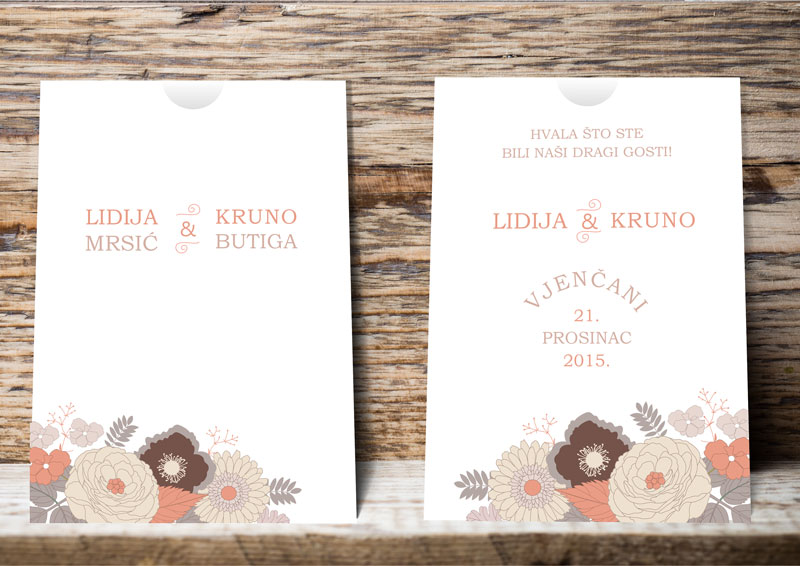 LIDIJA & KRUNO
MRSIĆ BUTIGA
HVALA ŠTO STE
BILI NAŠI DRAGI GOSTI!
LIDIJA & KRUNO
VJENČANI
21.
PROSINAC
2015.